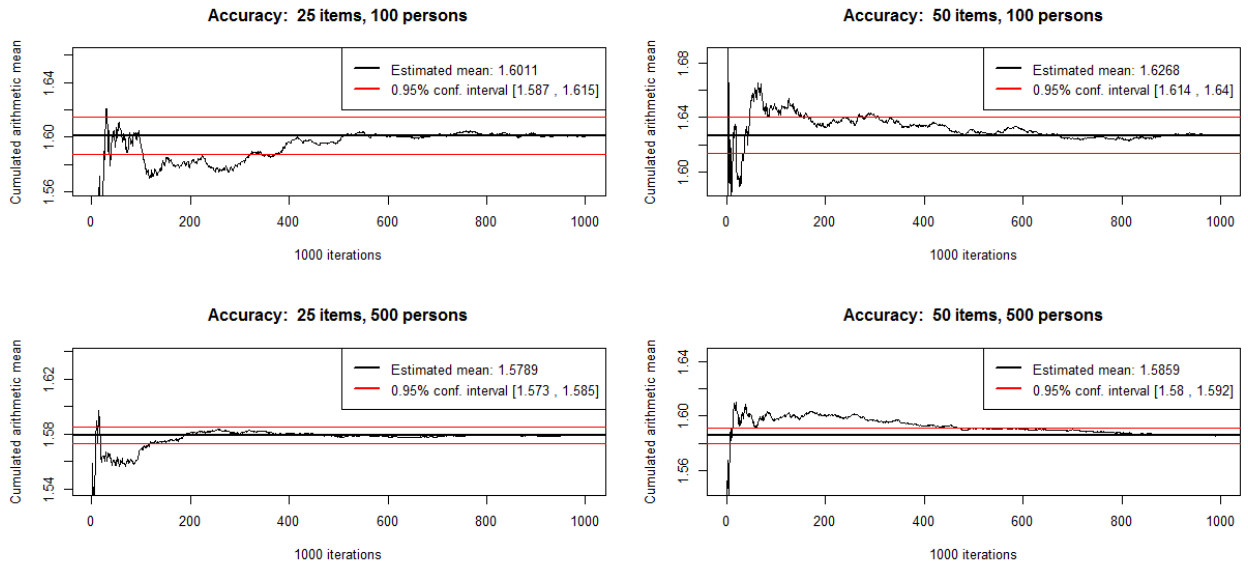 Accuracy:  25 items, 100 persons
Cumulated arithmetic mean
1.64
1.60
1.56
Estimated mean: 1.6011
0.95% conf. interval [1.587 , 1.615]
0 200 400 600 800 1000
1000 iterations
Accuracy:  50 items, 100 persons
Cumulated arithmetic mean
1.68
1.64
1.60
Estimated mean: 1.6268
0.95% conf. interval [1.614 , 1.64]
0 200 400 600 800 1000
1000 iterations
Accuracy:  25 items, 500 persons
Cumulated arithmetic mean
1.62
1.58
1.54
Estimated mean: 1.5789
0.95% conf. interval [1.573 , 1.585]
0 200 400 600 800 1000
1000 iterations
Accuracy:  50 items, 500 persons
Cumulated arithmetic mean
1.64
1.60
1.56
Estimated mean: 1.5859
0.95% conf. interval [1.58 , 1.592]
0 200 400 600 800 1000
1000 iterations